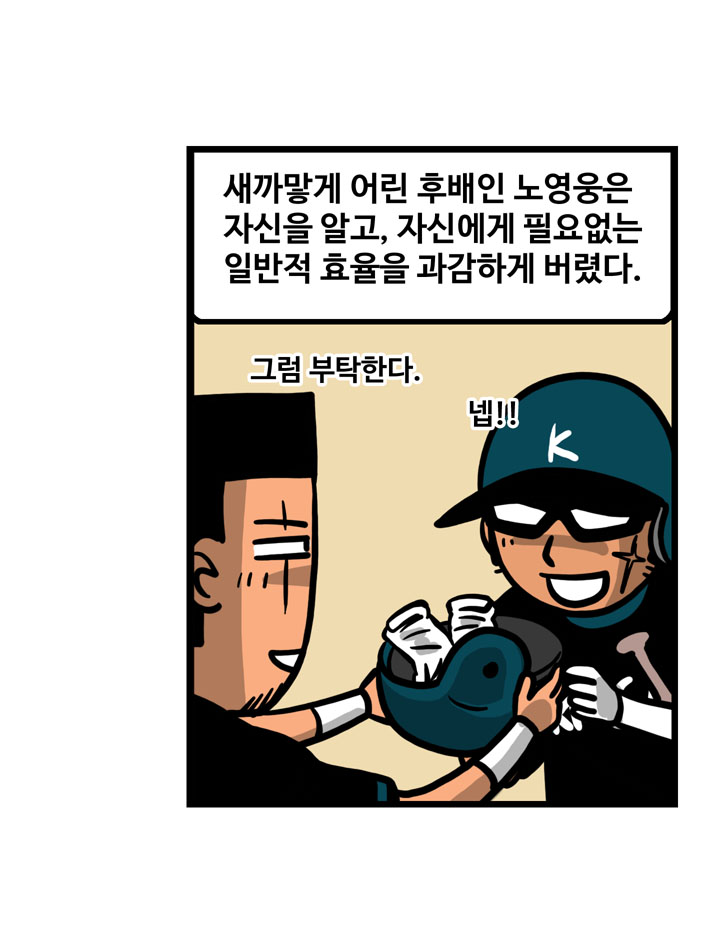 새까맣게 어린 후배인 노영웅은
자신을 알고, 자신에게 필요없는
일반적 효율을 과감하게 버렸다.
그럼 부탁한다.
넵!!
K